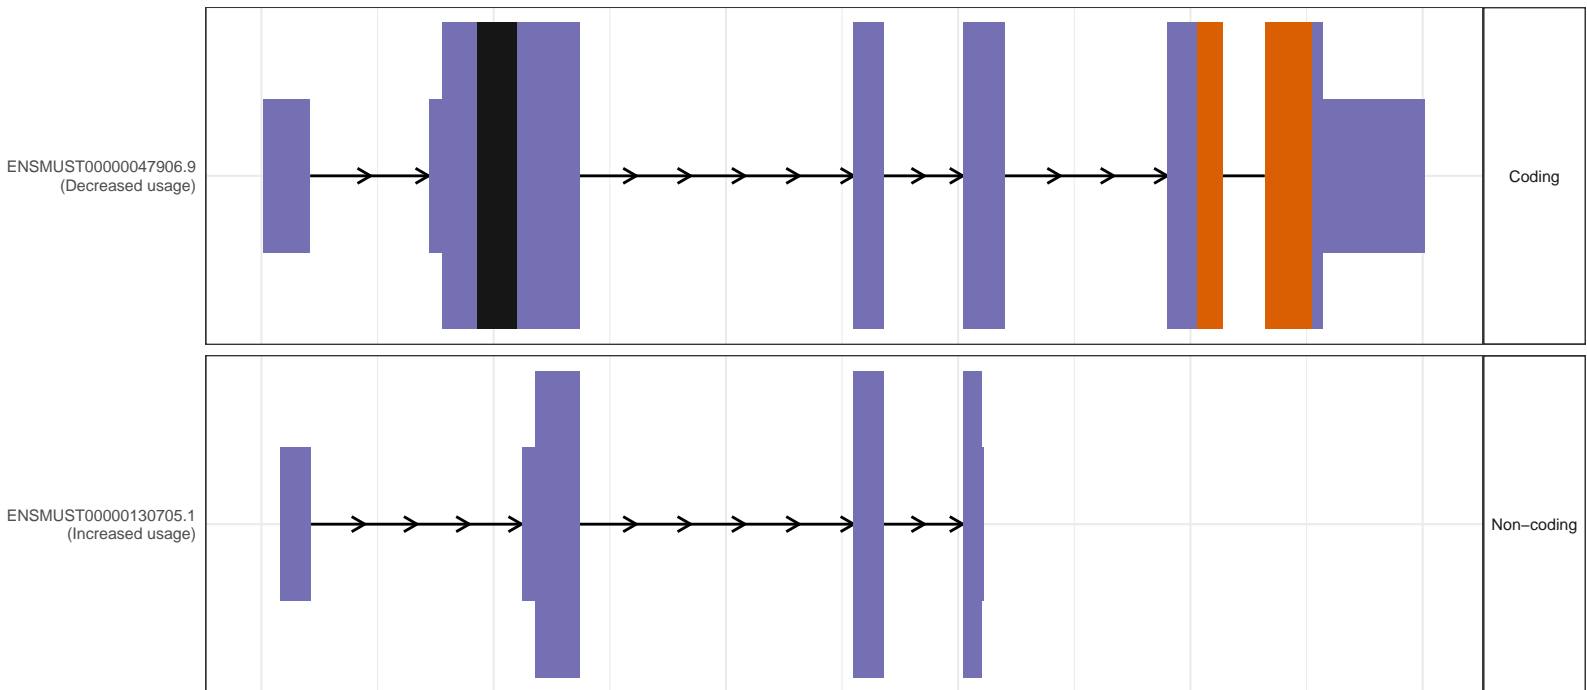 ENSMUST00000047906.9
(Decreased usage)
Coding
ENSMUST00000130705.1
(Increased usage)
Non−coding